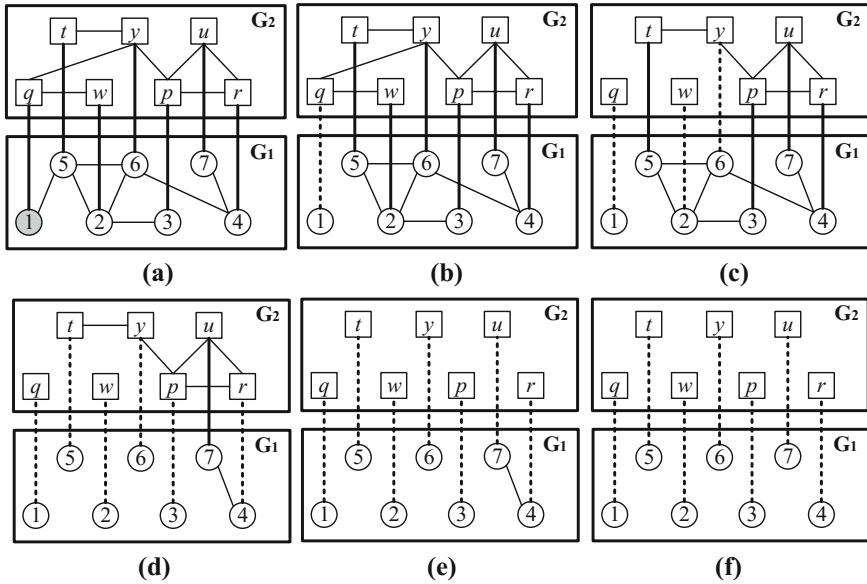 G2 G2 G2
t y u t y u t y u
q w p r q w p r q w p r
G1 G1 G1
5 6 7 5 6 7 5 6 7
1 2 3 4 1 2 3 4 1 2 3 4
(a) (b) (c)
G2 G2 G2
t y u t y u t y u
q w p r q w p r q w p r
G1 G1 G1
5 6 7 5 6 7 5 6 7
1 2 3 4 1 2 3 4 1 2 3 4
(d) (e) (f)